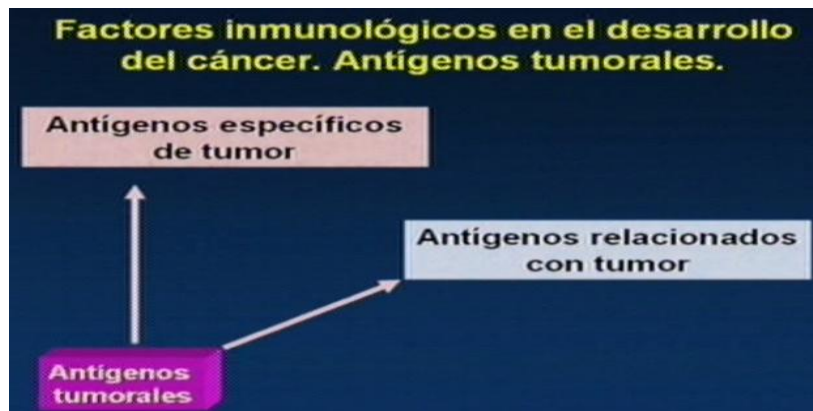 Factores inmunológicos en el desarrollo
del cáncer. Antígenos tumorales.
Antígenos específicos
de tumor
Antígenos relacionados
con tumor
Antígenos
tumorales